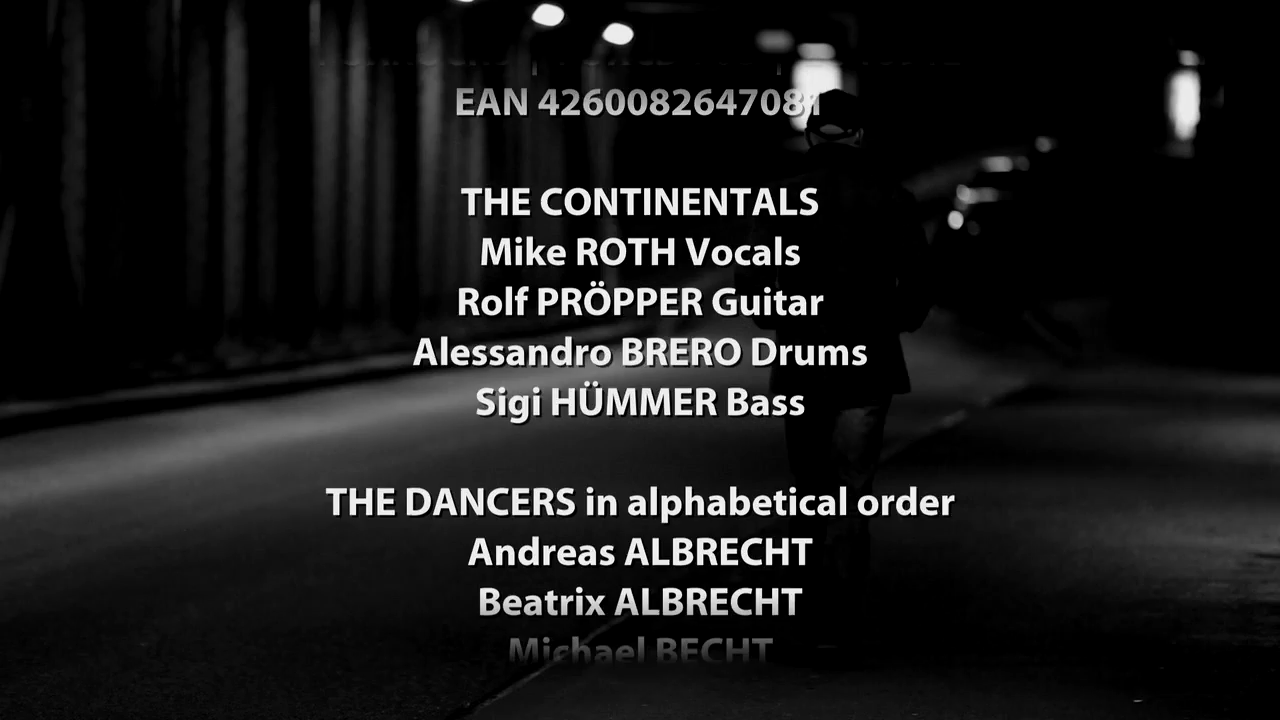 EAN 4260082647081
THE CONTINENTALS
Mike ROTH Vocals
Rolf PRÖPPER Guitar
Alessandro BRERO Drums
Sigi HÜMMER Bass
THE DANCERS in alphabetical order
Andreas ALBRECHT
Beatrix ALBRECHT
Michael BECHT